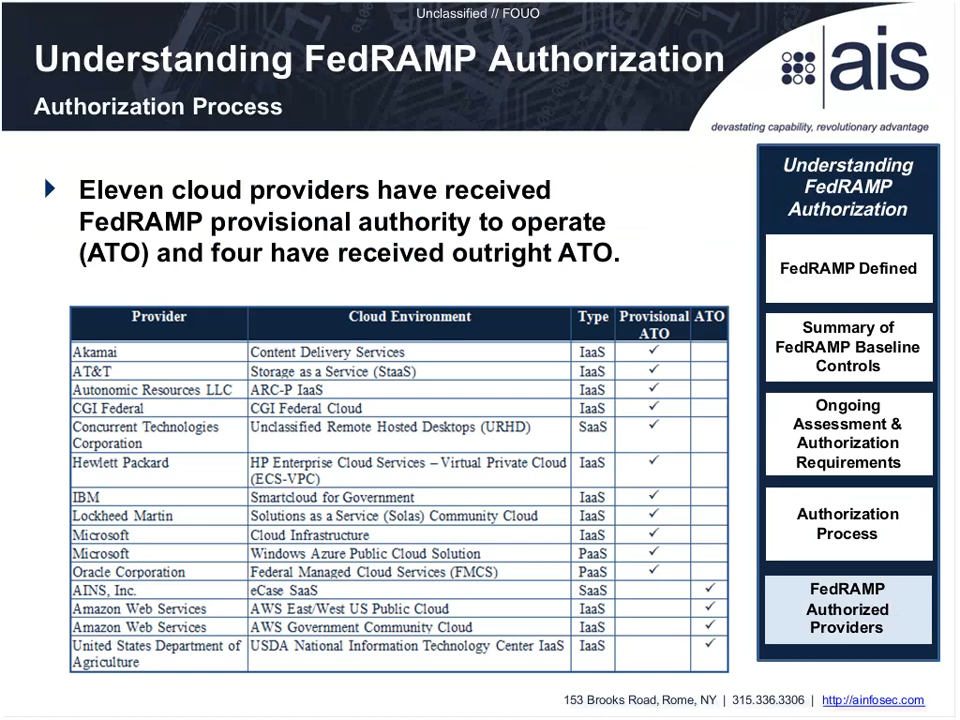 Unclassified // FOUO
Understanding FedRAMP Authorization
Authorization Process
ais
devastating capability, revolutionary advantage
Eleven cloud providers have received
FedRAMP provisional authority to operate
(ATO) and four have received outright ATO.
Provider Cloud Environment Type Provisional ATO ATO
Akamai Content Delivery Services IaaS ✓
AT&T Storage as a Service (StaaS) IaaS ✓
Autonomic Resources LLC ARC-P IaaS IaaS ✓
CGI Federal CGI Federal Cloud IaaS ✓
Concurrent Technologies Corporation Unclassified Remote Hosted Desktops (URHD) SaaS ✓
Hewlett Packard HP Enterprise Cloud Services – Virtual Private Cloud (ECS-VPC) IaaS ✓
IBM Smartcloud for Government IaaS ✓
Lockheed Martin Solutions as a Service (Solas) Community Cloud IaaS ✓
Microsoft Cloud Infrastructure IaaS ✓
Microsoft Windows Azure Public Cloud Solution PaaS ✓
Oracle Corporation Federal Managed Cloud Services (FMCS) PaaS ✓
AINS, Inc. eCase SaaS SaaS ✓
Amazon Web Services AWS East/West US Public Cloud IaaS ✓
Amazon Web Services AWS Government Community Cloud IaaS ✓
United States Department of Agriculture USDA National Information Technology Center IaaS IaaS ✓
Understanding
FedRAMP
Authorization
FedRAMP Defined
Summary of
FedRAMP Baseline
Controls
Ongoing
Assessment &
Authorization
Requirements
Authorization
Process
FedRAMP
Authorized
Providers
153 Brooks Road, Rome, NY | 315.336.3306 | http://ainfosec.com